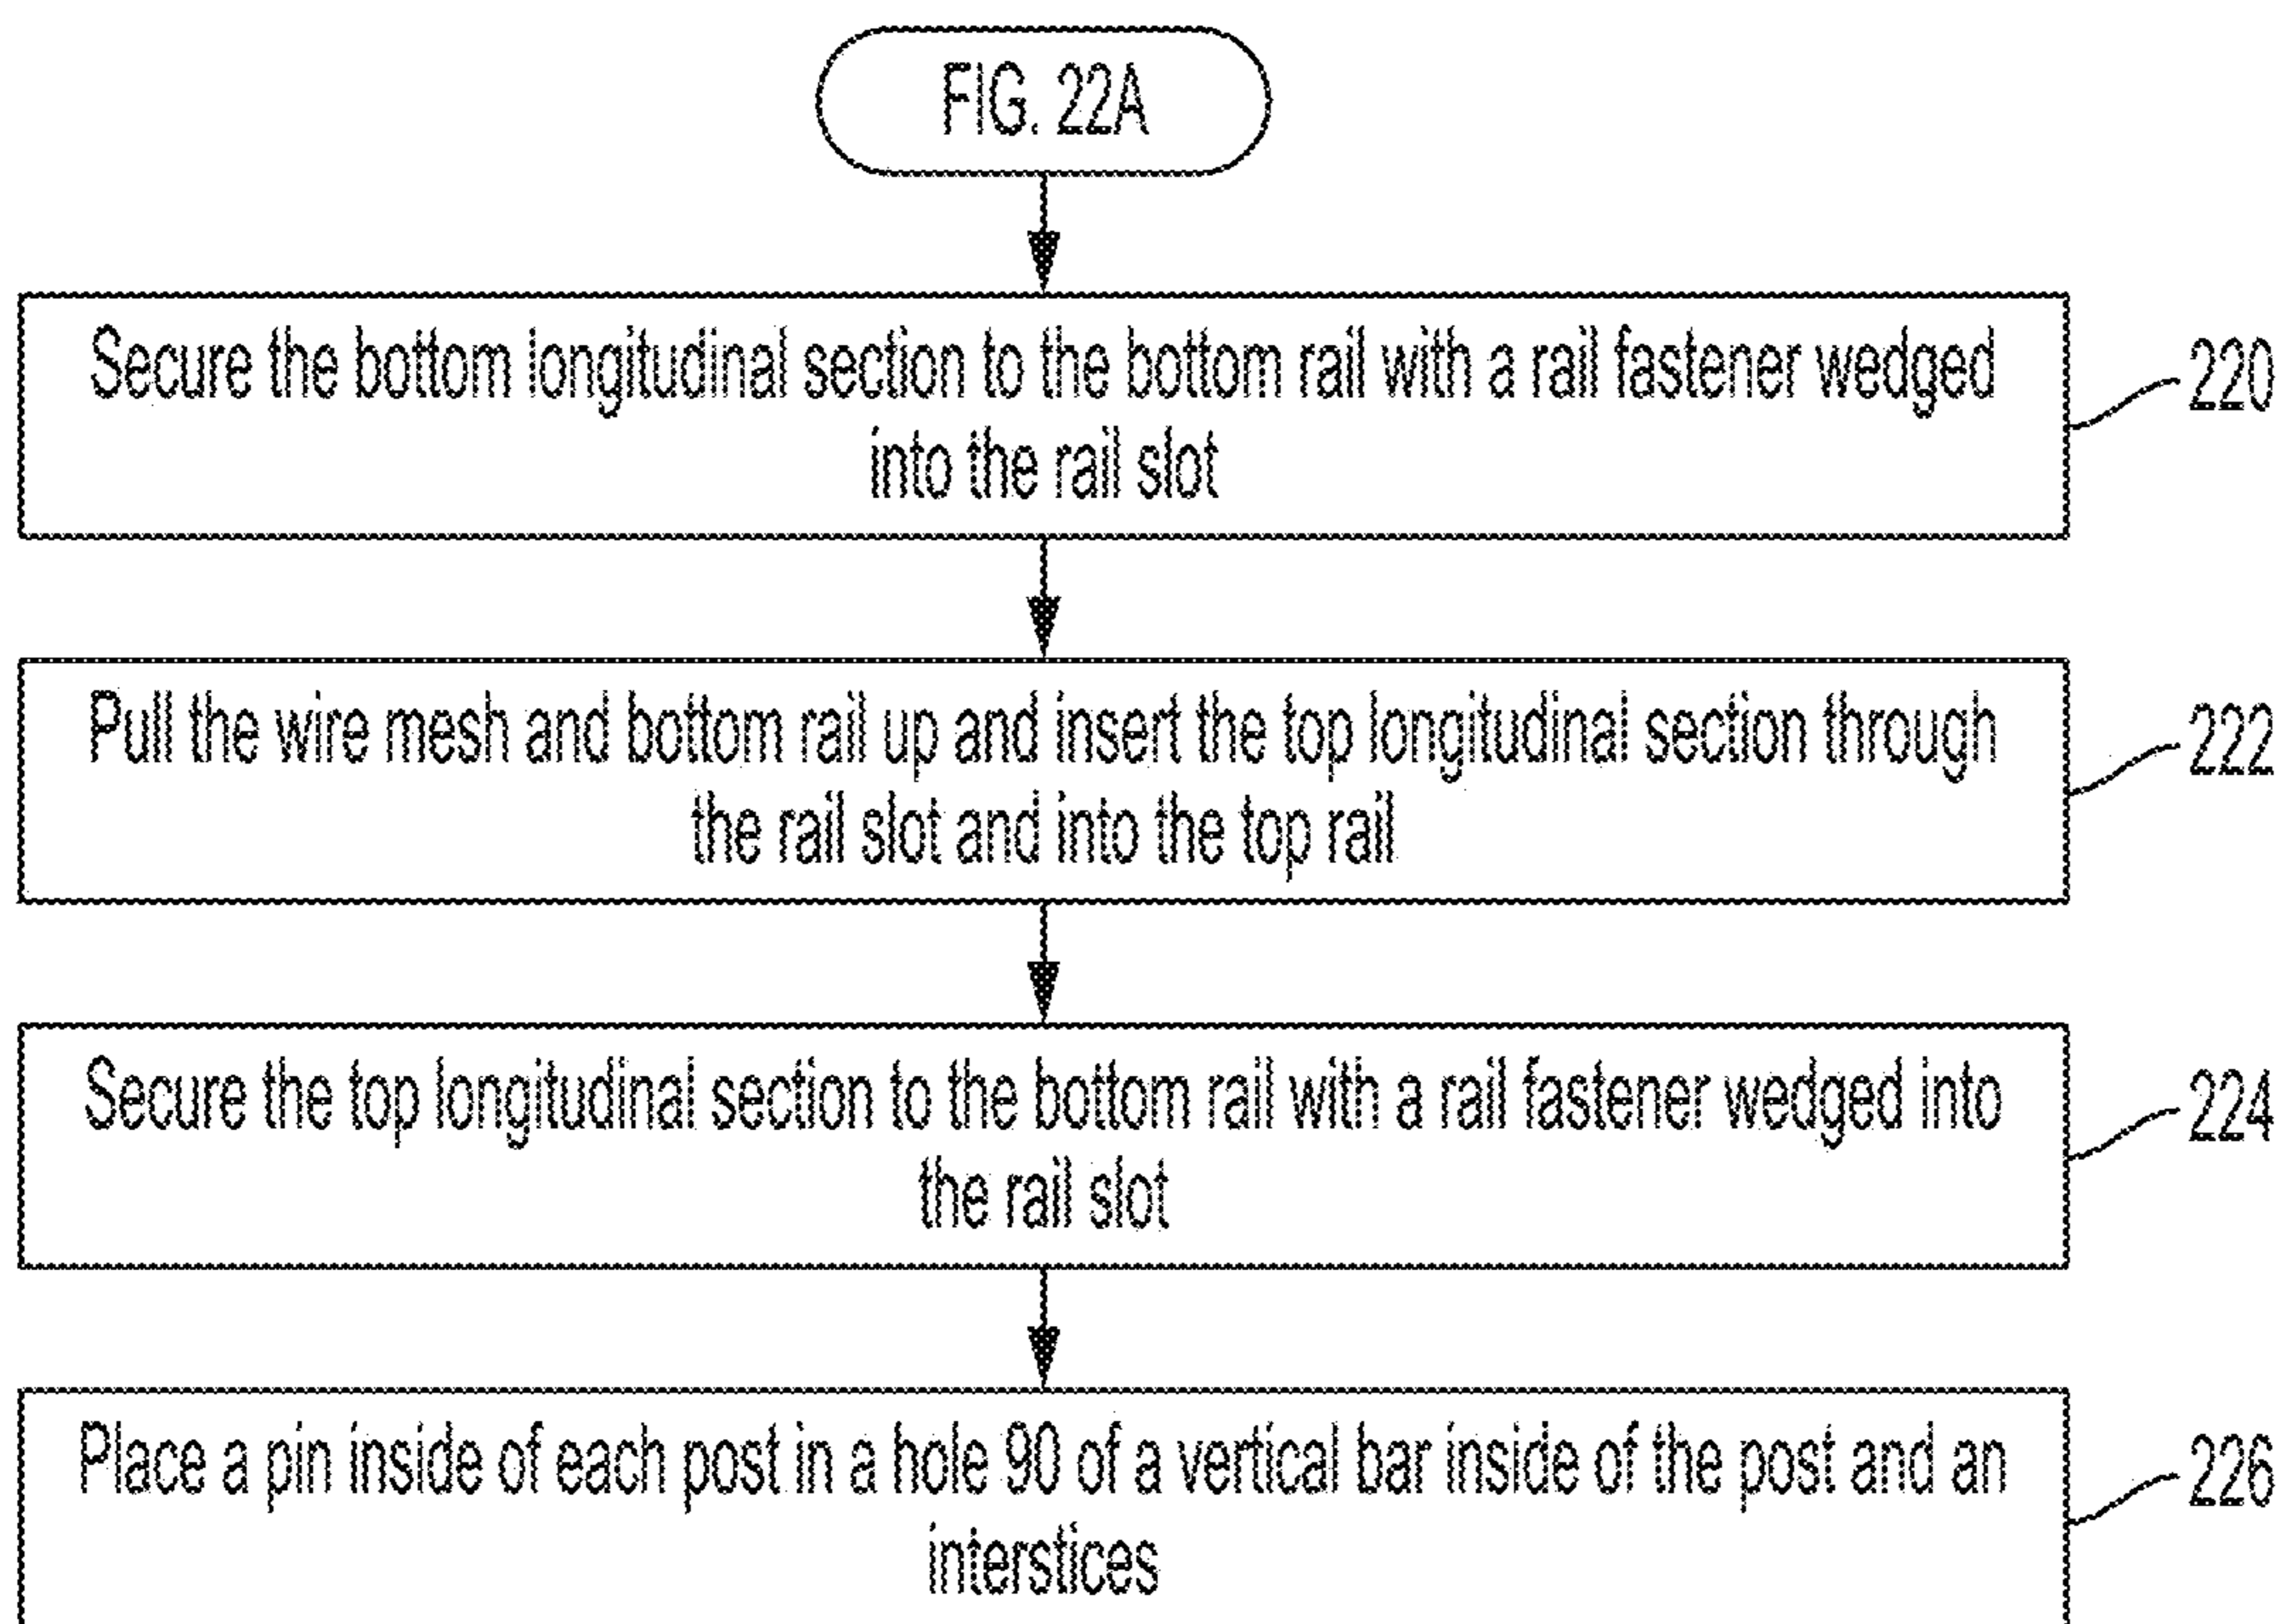 FIG. 22A
Secure the bottom longitudinal section to the bottom rail with a rail fastener wedged
into the rail slot
220
Pull the wire mesh and bottom rail up and insert the top longitudinal section through
the rail slot and into the top rail
222
Secure the top longitudinal section to the bottom rail with a rail fastener wedged into
the rail slot
224
Place a pin inside of each post in a hole 90 of a vertical bar inside of the post and an
interstices
226